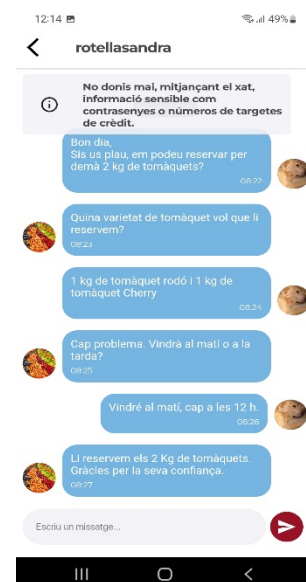 12:14
49%
rotellasandra
No donis mai, mitjançant el xat,
informació sensible com
contrasenyes o números de targetes
de crèdit.
Bon dia,
Sis us plau, em podeu reservar per
demà 2 kg de tomàquets?
08:22
Quina varietat de tomàquet vol que li
reservem?
08:23
1 kg de tomàquet rodó i 1 kg de
tomàquet Cherry
08:24
Cap problema. Vindrà al matí o a la
tarda?
08:25
Vindré al matí, cap a les 12 h.
08:26
Li reservem els 2 Kg de tomàquets.
Gràcies per la seva confiança.
08:27
Escriu un missatge...